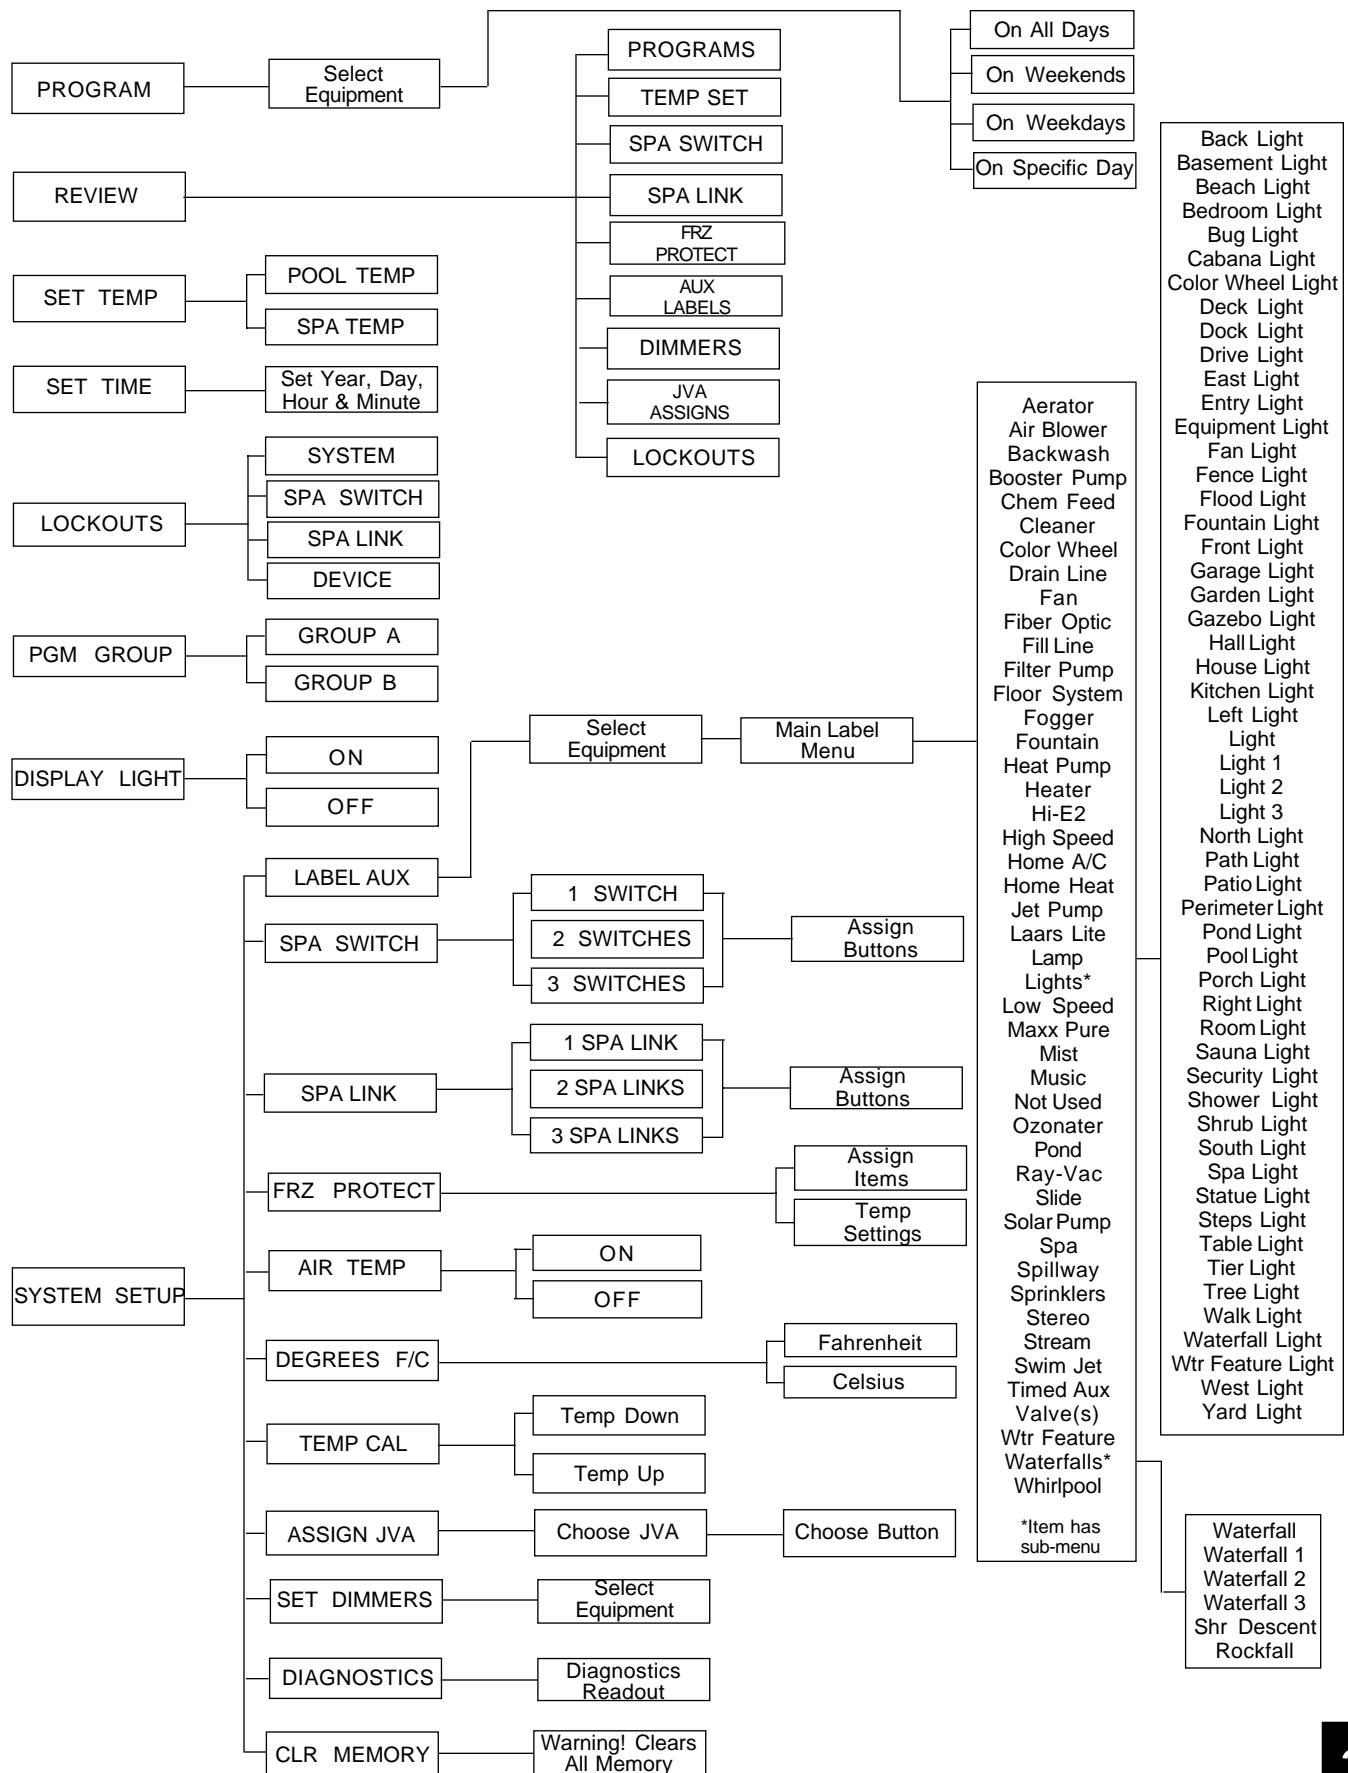 PROGRAM
Select
Equipment
On All Days
On Weekends
On Weekdays
On Specific Day
REVIEW
PROGRAMS
TEMP SET
SPA SWITCH
SPA LINK
FRZ
PROTECT
AUX
LABELS
DIMMERS
JVA
ASSIGNS
LOCKOUTS
SET TEMP
POOL TEMP
SPA TEMP
SET TIME
Set Year, Day,
Hour & Minute
LOCKOUTS
SYSTEM
SPA SWITCH
SPA LINK
DEVICE
PGM GROUP
GROUP A
GROUP B
DISPLAY LIGHT
ON
OFF
SYSTEM SETUP
LABEL AUX
Select
Equipment
Main Label
Menu
Aerator
Air Blower
Backwash
Booster Pump
Chem Feed
Cleaner
Color Wheel
Drain Line
Fan
Fiber Optic
Fill Line
Filter Pump
Floor System
Fogger
Fountain
Heat Pump
Heater
Hi-E2
High Speed
Home A/C
Home Heat
Jet Pump
Laars Lite
Lamp
Lights*
Low Speed
Maxx Pure
Mist
Music
Not Used
Ozonater
Pond
Ray-Vac
Slide
Solar Pump
Spa
Spillway
Sprinklers
Stereo
Stream
Swim Jet
Timed Aux
Valve(s)
Wtr Feature
Waterfalls*
Whirlpool
*Item has
sub-menu
Back Light
Basement Light
Beach Light
Bedroom Light
Bug Light
Cabana Light
Color Wheel Light
Deck Light
Dock Light
Drive Light
East Light
Entry Light
Equipment Light
Fan Light
Fence Light
Flood Light
Fountain Light
Front Light
Garage Light
Garden Light
Gazebo Light
Hall Light
House Light
Kitchen Light
Left Light
Light
Light 1
Light 2
Light 3
North Light
Path Light
Patio Light
Perimeter Light
Pond Light
Pool Light
Porch Light
Right Light
Room Light
Sauna Light
Security Light
Shower Light
Shrub Light
South Light
Spa Light
Statue Light
Steps Light
Table Light
Tier Light
Tree Light
Walk Light
Waterfall Light
Wtr Feature Light
West Light
Yard Light
Waterfall
Waterfall 1
Waterfall 2
Waterfall 3
Shr Descent
Rockfall
SPA SWITCH
1 SWITCH
2 SWITCHES
3 SWITCHES
Assign
Buttons
SPA LINK
1 SPA LINK
2 SPA LINKS
3 SPA LINKS
Assign
Buttons
FRZ PROTECT
Assign
Items
Temp
Settings
AIR TEMP
ON
OFF
DEGREES F/C
Fahrenheit
Celsius
TEMP CAL
Temp Down
Temp Up
ASSIGN JVA
Choose JVA
Choose Button
SET DIMMERS
Select
Equipment
DIAGNOSTICS
Diagnostics
Readout
CLR MEMORY
Warning! Clears
All Memory